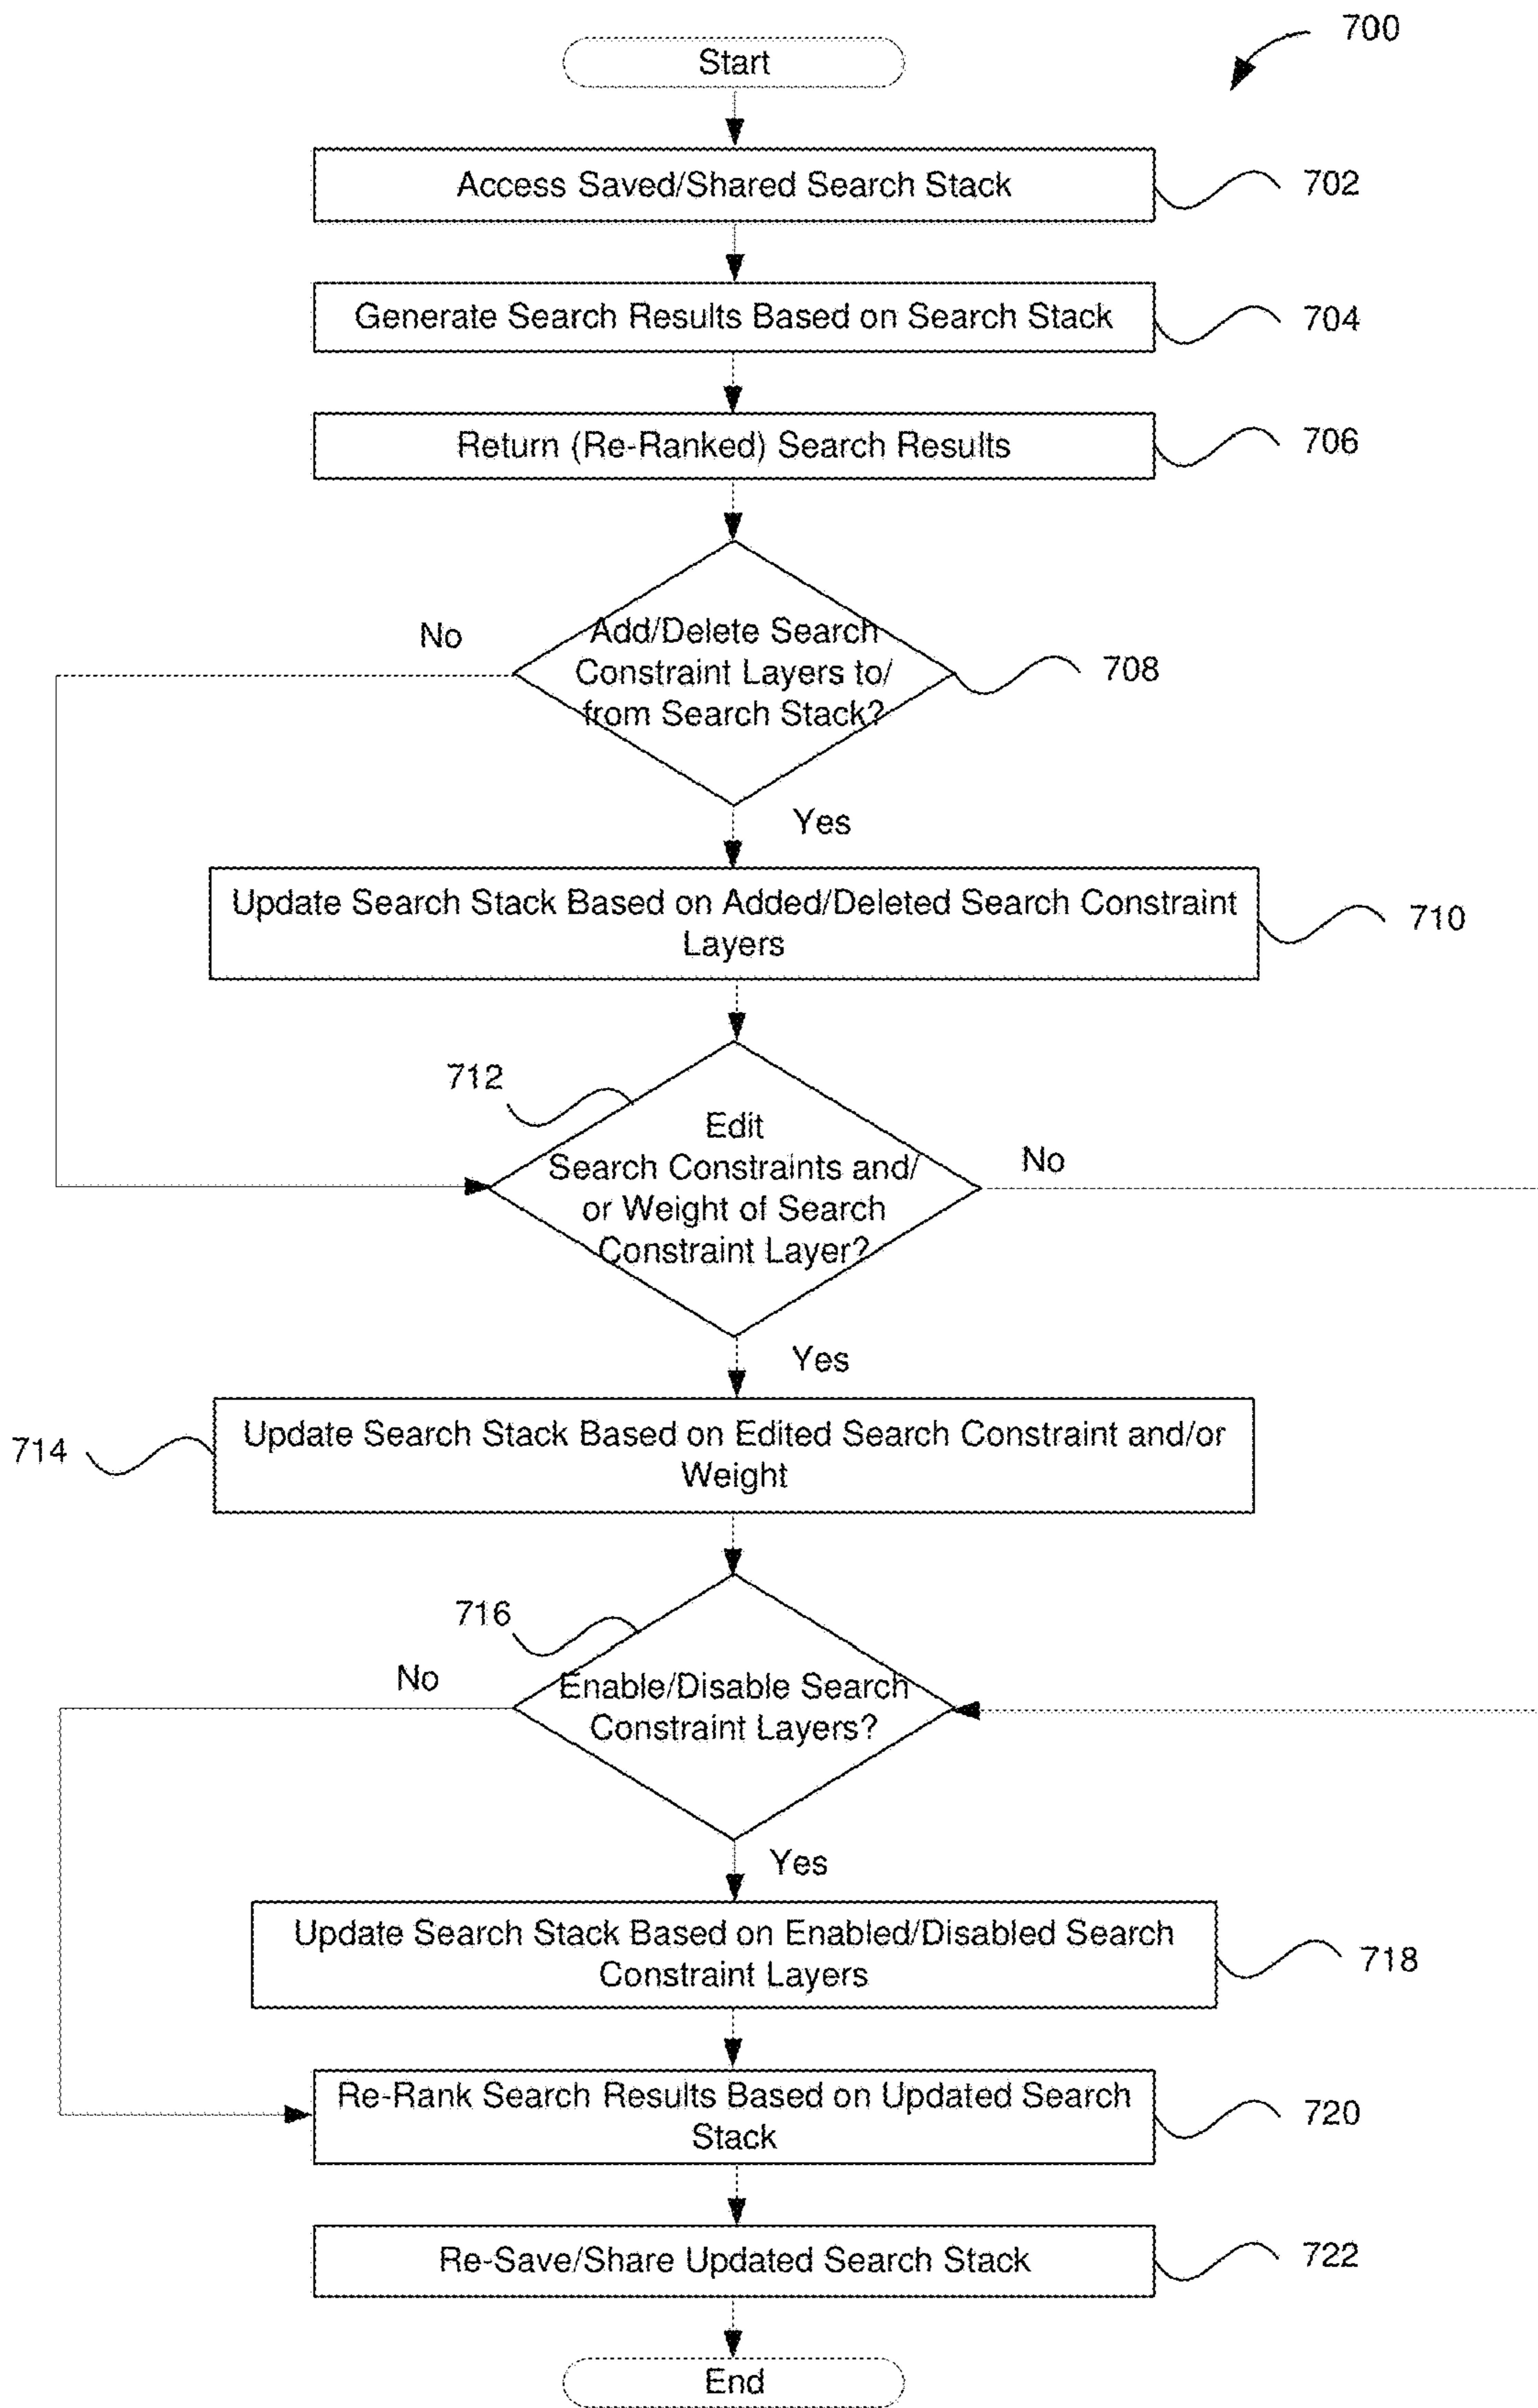 700
Start
Access Saved/Shared Search Stack
702
Generate Search Results Based on Search Stack
704
Return (Re-Ranked) Search Results
706
No
Add/Delete Search
Constraint Layers to/
from Search Stack?
708
Yes
Update Search Stack Based on Added/Deleted Search Constraint
Layers
710
712
Edit
Search Constraints and/
or Weight of Search
Constraint Layer?
No
Yes
714
Update Search Stack Based on Edited Search Constraint and/or
Weight
716
No
Enable/Disable Search
Constraint Layers?
Yes
Update Search Stack Based on Enabled/Disabled Search
Constraint Layers
718
Re-Rank Search Results Based on Updated Search
Stack
720
Re-Save/Share Updated Search Stack
722
End